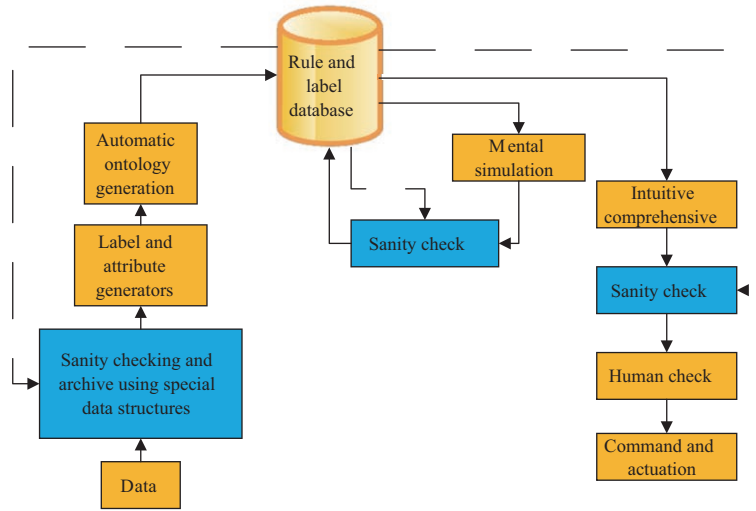 Rule and
label
database
Automatic
ontology
generation
Mental
simulation
Intuitive
comprehensive
Label and
attribute
generators
Sanity check
Sanity check
Sanity checking and
archive using special
data structures
Human check
Command and
actuation
Data